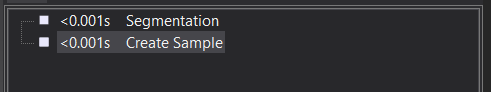 <0.001s Segmentation
<0.001s Create Sample